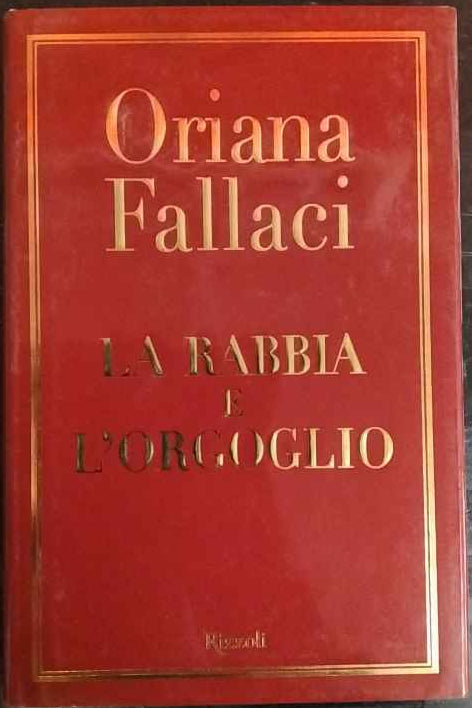 Oriana
Fallaci
LA RABBIA
E
L'ORGOGLIO
Rizzoli